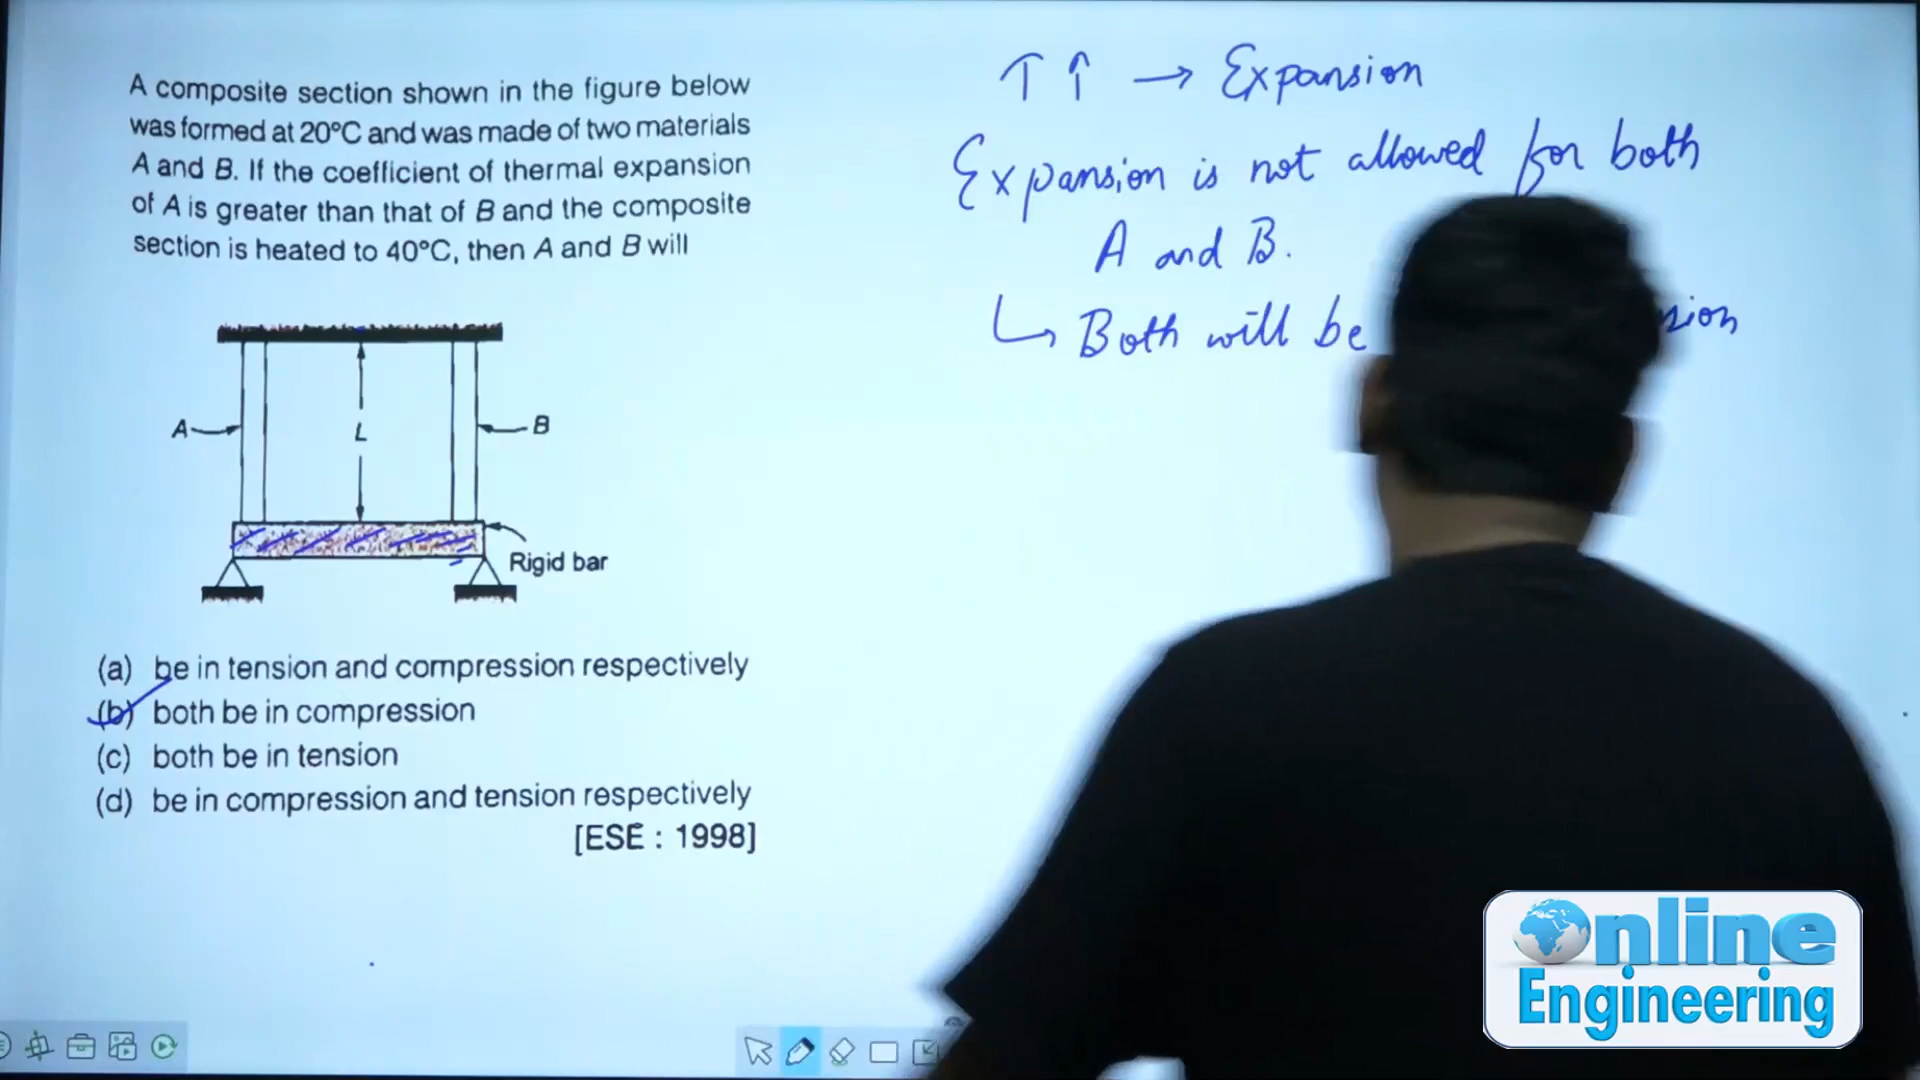 A composite section shown in the figure below
was formed at 20°C and was made of two materials
A and B. If the coefficient of thermal expansion
of A is greater than that of B and the composite
section is heated to 40°C, then A and B will
A
L
B
Rigid bar
(a) be in tension and compression respectively
(b) both be in compression
(c) both be in tension
(d) be in compression and tension respectively
[ESE : 1998]
T ↑ → Expansion
Expansion is not allowed for both
A and B.
↳ Both will be
Online
Engineering